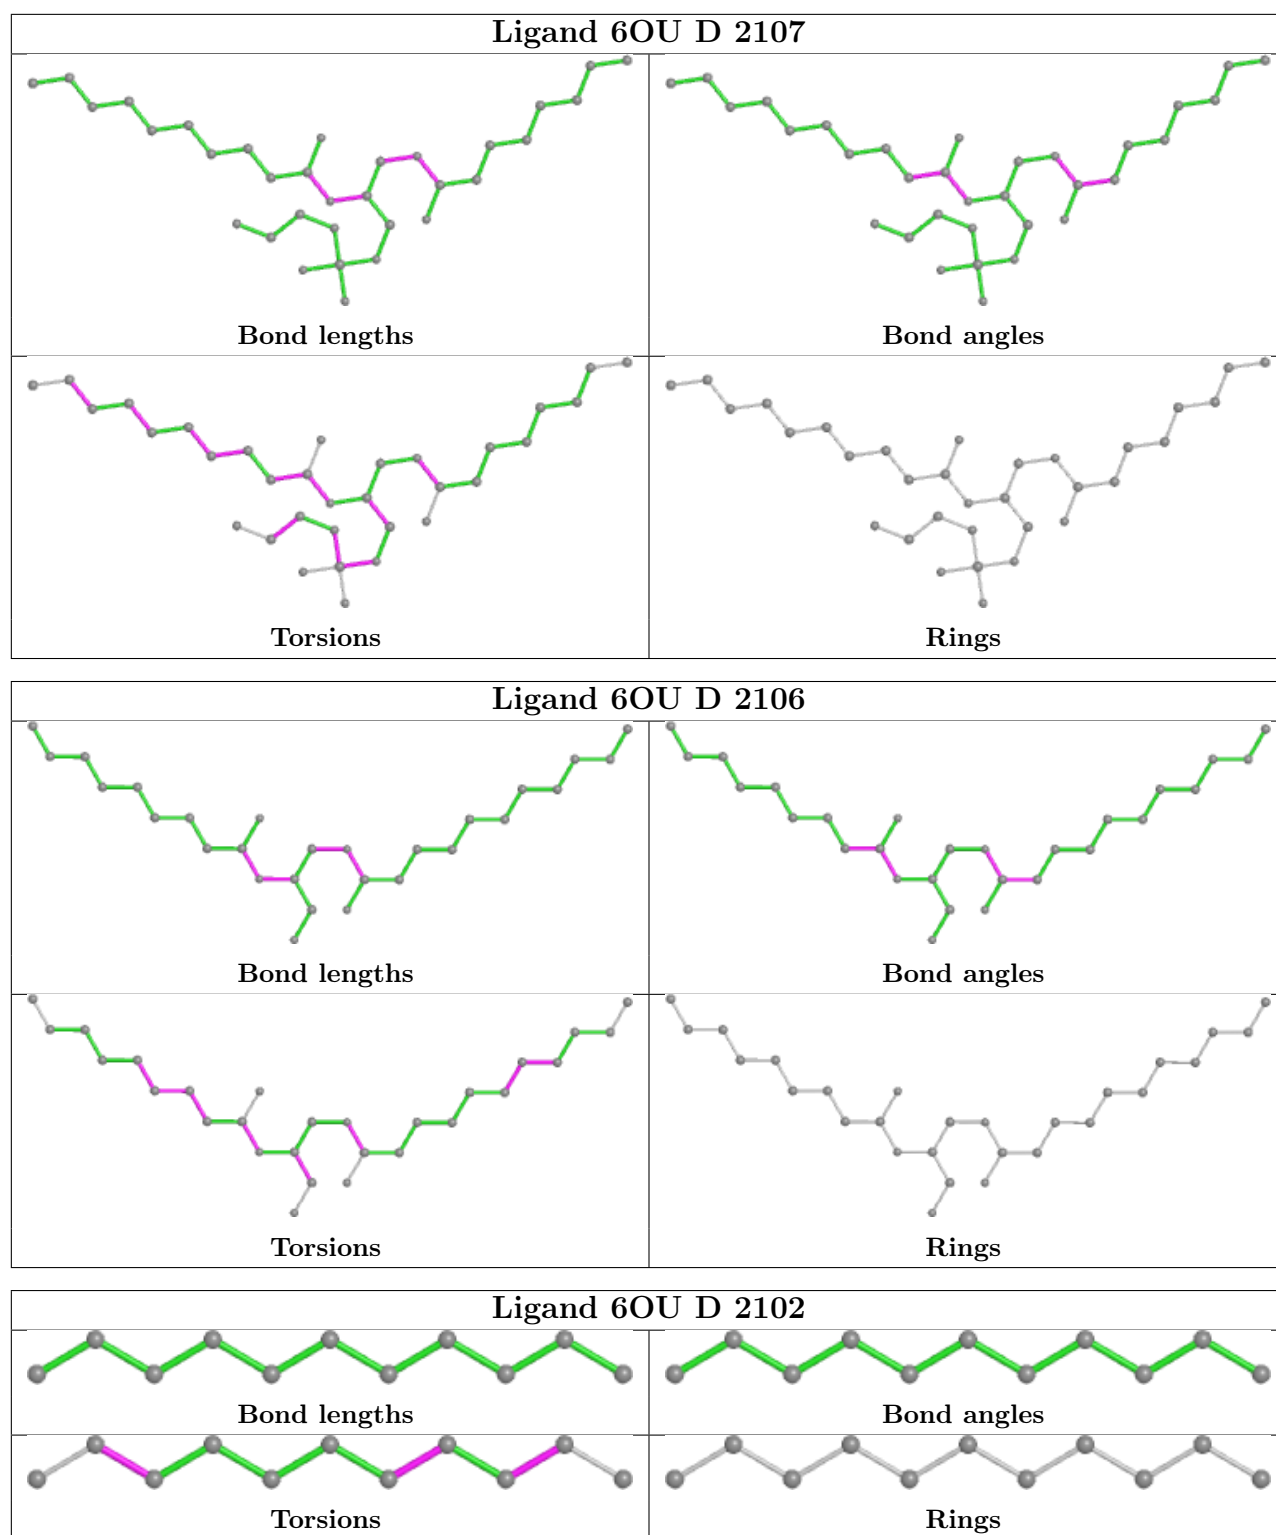 Ligand 6OU D 2107
Bond lengths
Bond angles
Torsions
Rings
Ligand 6OU D 2106
Bond lengths
Bond angles
Torsions
Rings
Ligand 6OU D 2102
Bond lengths
Bond angles
Torsions
Rings